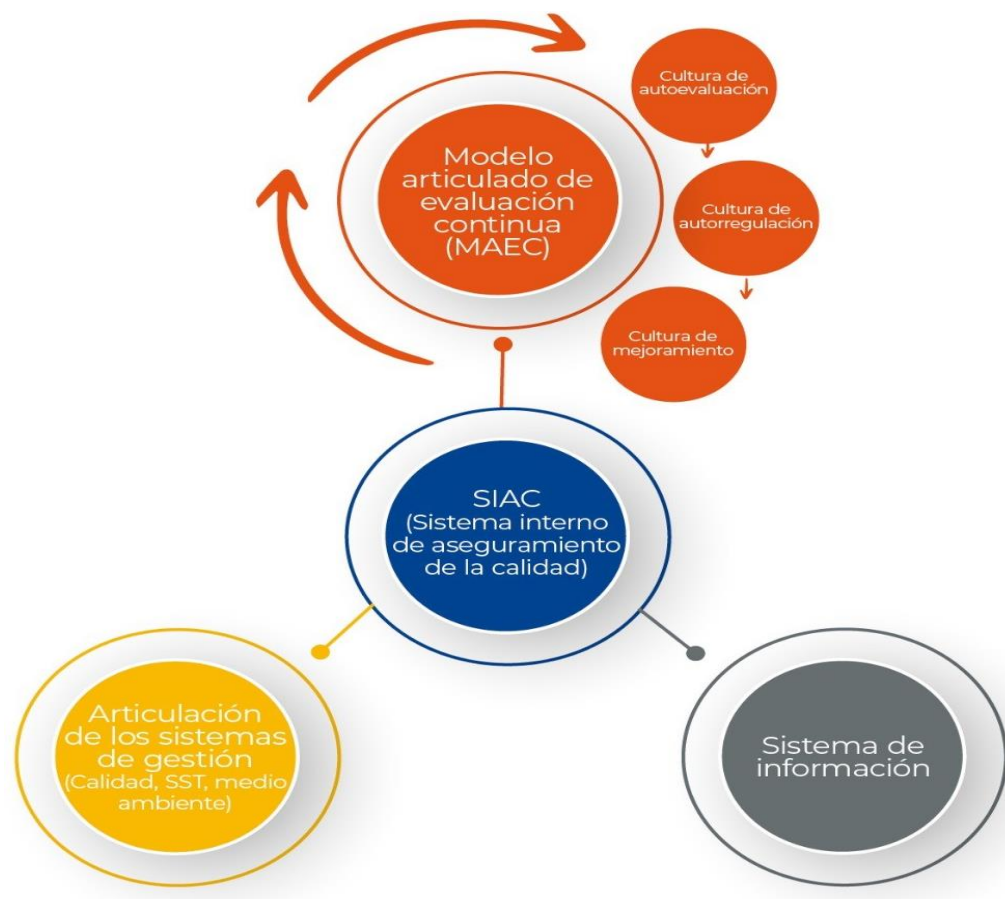 Cultura de
autoevaluación
Modelo
articulado de
evaluación
continua
(MAEC)
Cultura de
autorregulación
Cultura de
mejoramiento
SIAC
(Sistema interno
de aseguramiento
de la calidad)
Articulación
de los sistemas
de gestión
(Calidad, SST, medio
ambiente)
Sistema de
información